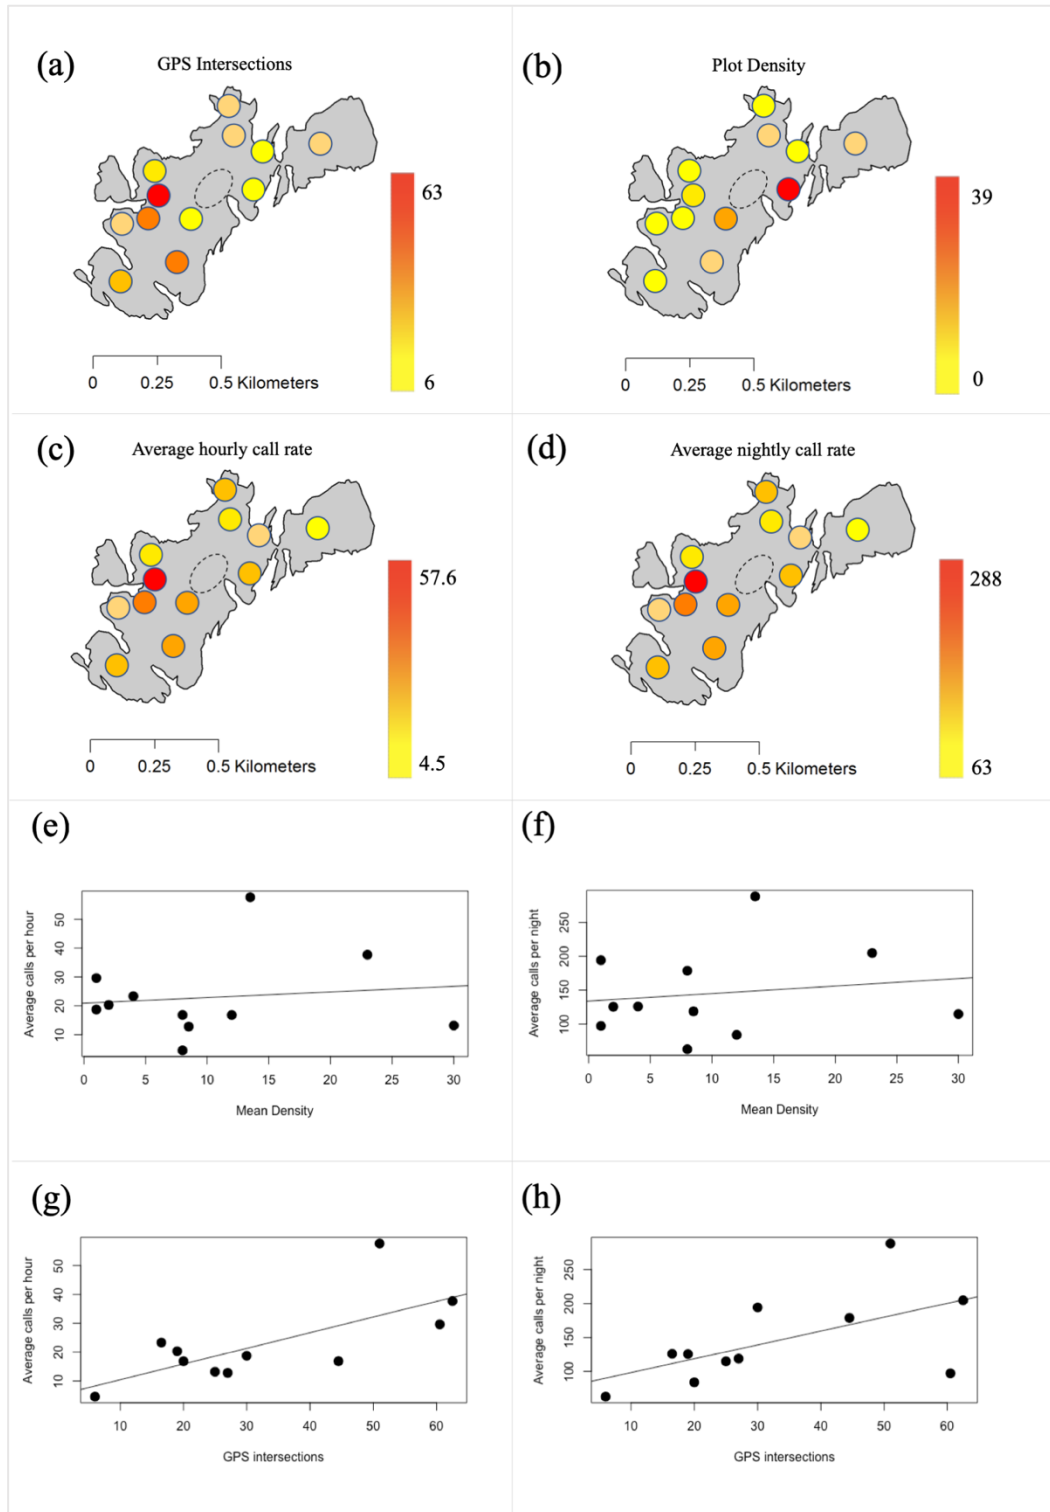 (a)
GPS Intersections
63
6
0 0.25 0.5 Kilometers
(b)
Plot Density
39
0
0 0.25 0.5 Kilometers
(c)
Average hourly call rate
57.6
4.5
0 0.25 0.5 Kilometers
(d)
Average nightly call rate
288
63
0 0.25 0.5 Kilometers
(e)
Average calls per hour
50
40
30
20
10
0 5 10 15 20 25 30
Mean Density
(f)
Average calls per night
250
200
150
100
0 5 10 15 20 25 30
Mean Density
(g)
Average calls per hour
50
40
30
20
10
10 20 30 40 50 60
GPS intersections
(h)
Average calls per night
250
200
150
100
10 20 30 40 50 60
GPS intersections